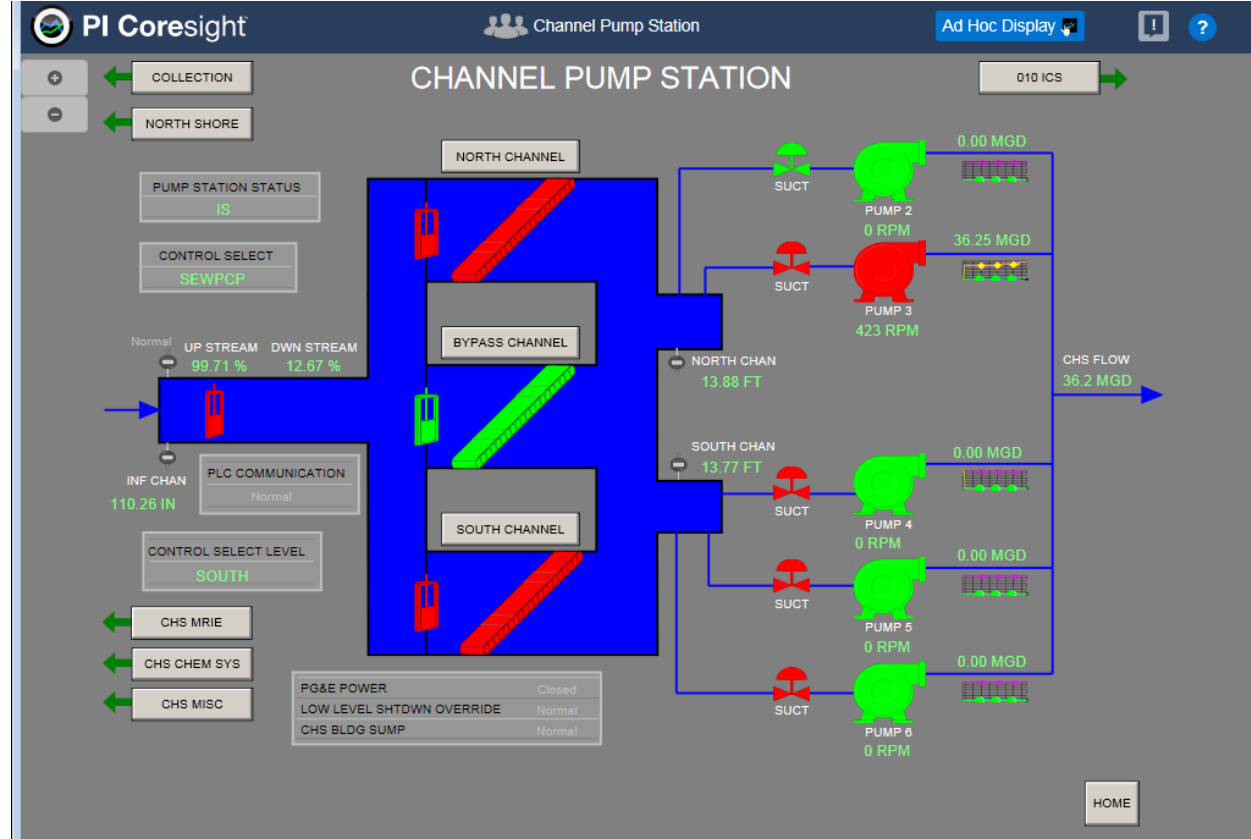 PI Coresight
Channel Pump Station
Ad Hoc Display
!
?
COLLECTION
CHANNEL PUMP STATION
010 ICS
NORTH SHORE
NORTH CHANNEL
PUMP STATION STATUS
IS
CONTROL SELECT
SEWPCP
BYPASS CHANNEL
Normal
UP STREAM
99.71 %
DWN STREAM
12.67 %
INF CHAN
110.26 IN
PLC COMMUNICATION
Normal
CONTROL SELECT LEVEL
SOUTH
SOUTH CHANNEL
CHS MRIE
CHS CHEM SYS
CHS MISC
PG&E POWER Closed
LOW LEVEL SHTDWN OVERRIDE Normal
CHS BLDG SUMP Normal
NORTH CHAN
13.88 FT
SOUTH CHAN
13.77 FT
SUCT
PUMP 2
0 RPM
0.00 MGD
SUCT
PUMP 3
423 RPM
36.25 MGD
SUCT
PUMP 4
0 RPM
0.00 MGD
SUCT
PUMP 5
0 RPM
0.00 MGD
SUCT
PUMP 6
0 RPM
0.00 MGD
CHS FLOW
36.2 MGD
HOME